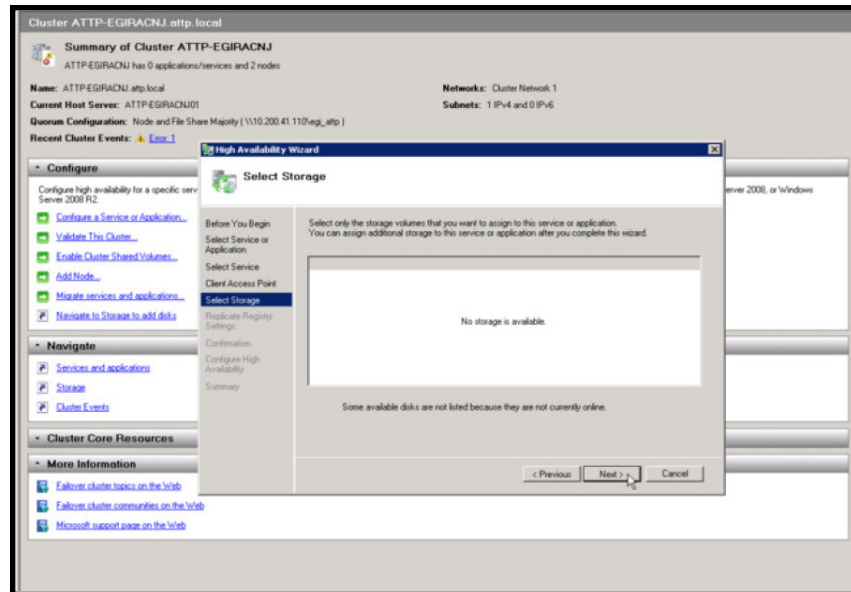 Cluster ATTP-EGIRACNJ.attp.local
Summary of Cluster ATTP-EGIRACNJ
ATTP-EGIRACNJ has 0 applications/services and 2 nodes
Name: ATTP-EGIRACNJ.attp.local
Networks: Cluster Network 1
Current Host Server: ATTP-EGIRACNJ01
Subnets: 1 IPv4 and 0 IPv6
Quorum Configuration: Node and File Share Majority (\\10.200.41.110\egi_attp)
Recent Cluster Events: Error: 1
Configure
Configure high availability for a specific serv
erver 2008, or Windows
Server 2008 R2.
Configure a Service or Application...
Validate This Cluster...
Enable Cluster Shared Volumes...
Add Node...
Migrate services and applications...
Navigate to Storage to add disks
Navigate
Services and applications
Storage
Cluster Events
Cluster Core Resources
More Information
Failover cluster topics on the Web
Failover cluster communities on the Web
Microsoft support page on the Web
High Availability Wizard
Select Storage
Before You Begin
Select Service or
Application
Select Service
Client Access Point
Select Storage
Replicate Registry
Settings
Confirmation
Configure High
Availability
Summary
Select only the storage volumes that you want to assign to this service or application.
You can assign additional storage to this service or application after you complete this wizard.
No storage is available.
Some available disks are not listed because they are not currently online.
< Previous
Next >
Cancel